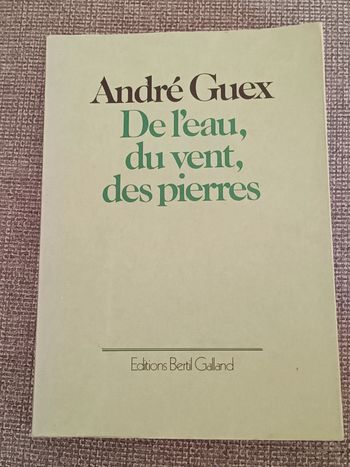 André Guex
De l'eau,
du vent,
des pierres
Editions Bertil Galland